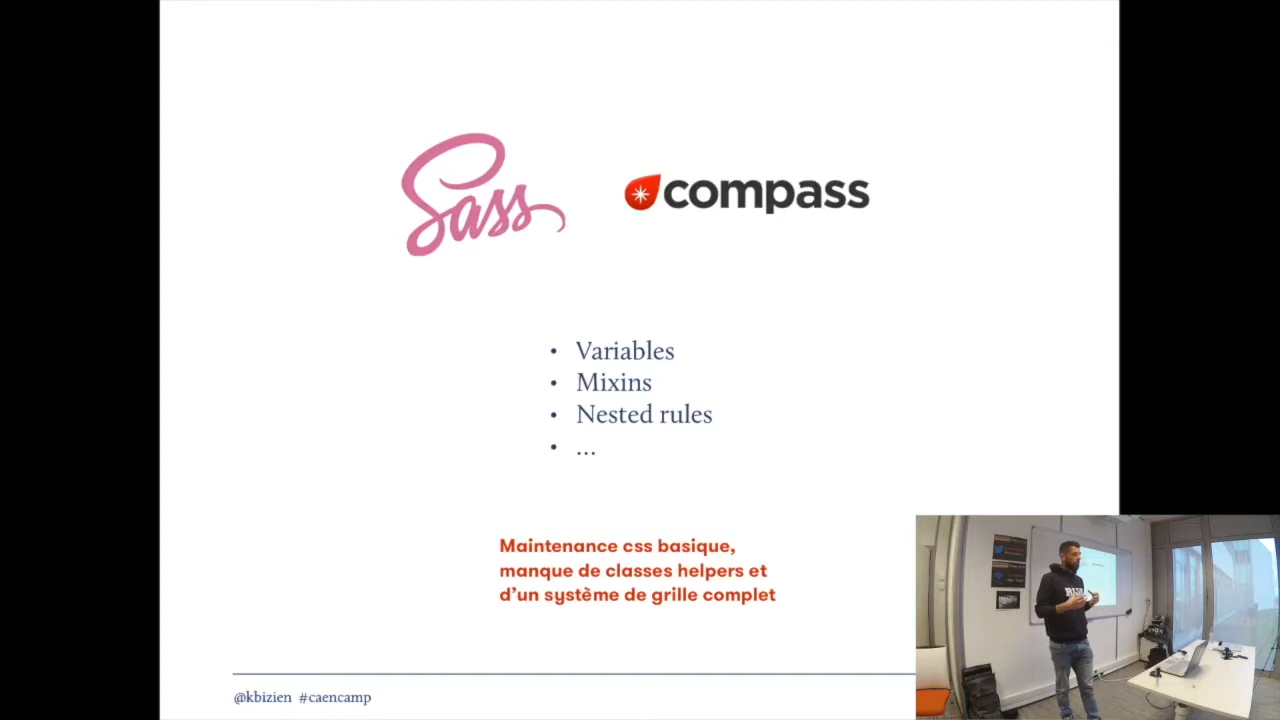 Sass
compass
• Variables
• Mixins
• Nested rules
• ...
Maintenance css basique,
manque de classes helpers et
d'un système de grille complet
@kbizien #caencamp